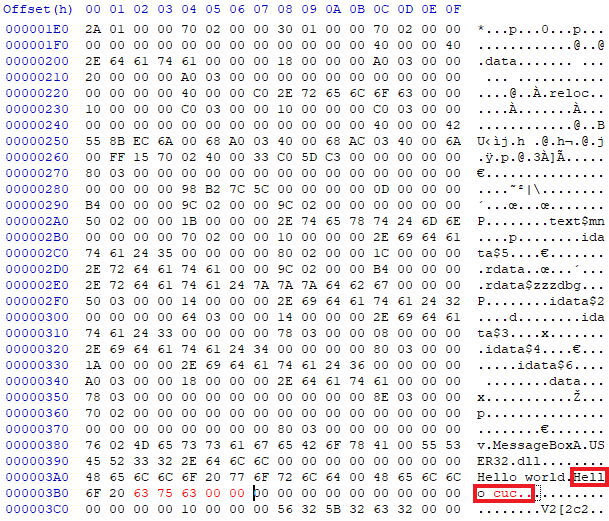 Offset(h) 00 01 02 03 04 05 06 07 08 09 0A 0B 0C 0D 0E 0F
000001E0 2A 01 00 00 70 02 00 00 30 01 00 00 70 02 00 00 *...p...0...p...
000001F0 00 00 00 00 00 00 00 00 00 00 00 00 40 00 00 40 ............@..@
00000200 2E 64 61 74 61 00 00 00 18 00 00 00 A0 03 00 00 .data....... ...
00000210 20 00 00 00 A0 03 00 00 00 00 00 00 00 00 00 00 ... ...........
00000220 00 00 00 00 40 00 00 C0 2E 72 65 6C 6F 63 00 00 ....@..À.reloc..
00000230 10 00 00 00 C0 03 00 00 10 00 00 00 C0 03 00 00 ....À.......À...
00000240 00 00 00 00 00 00 00 00 00 00 00 00 40 00 00 42 ............@..B
00000250 55 8B EC 6A 00 68 A0 03 40 00 68 AC 03 40 00 6A U‹ìj.h .@.h¬.@.j
00000260 00 FF 15 70 02 40 00 33 C0 5D C3 00 00 00 00 00 .ÿ.p.@.3À]Ã.....
00000270 80 03 00 00 00 00 00 00 00 00 00 00 00 00 00 00 €...............
00000280 00 00 00 00 98 B2 7C 5C 00 00 00 00 0D 00 00 00 ....˜²|\........
00000290 B4 00 00 00 9C 02 00 00 9C 02 00 00 00 00 00 00 ´...œ...œ.......
000002A0 50 02 00 00 1B 00 00 00 2E 74 65 78 74 24 6D 6E P........text$mn
000002B0 00 00 00 00 70 02 00 00 10 00 00 00 2E 69 64 61 ....p........ida
000002C0 74 61 24 35 00 00 00 00 80 02 00 00 1C 00 00 00 ta$5....€.......
000002D0 2E 72 64 61 74 61 00 00 9C 02 00 00 B4 00 00 00 .rdata..œ...´...
000002E0 2E 72 64 61 74 61 24 7A 7A 7A 64 62 67 00 00 00 .rdata$zzzdbg...
000002F0 50 03 00 00 14 00 00 00 2E 69 64 61 74 61 24 32 P........idata$2
00000300 00 00 00 00 64 03 00 00 14 00 00 00 2E 69 64 61 ....d........ida
00000310 74 61 24 33 00 00 00 00 78 03 00 00 08 00 00 00 ta$3....x.......
00000320 2E 69 64 61 74 61 24 34 00 00 00 00 80 03 00 00 .idata$4....€...
00000330 1A 00 00 00 2E 69 64 61 74 61 24 36 00 00 00 00 .....idata$6....
00000340 A0 03 00 00 18 00 00 00 2E 64 61 74 61 00 00 00 ........data...
00000350 78 03 00 00 00 00 00 00 00 00 00 00 8E 03 00 00 x...........Ž...
00000360 70 02 00 00 00 00 00 00 00 00 00 00 00 00 00 00 p...............
00000370 00 00 00 00 00 00 00 00 80 03 00 00 00 00 00 00 ........€.......
00000380 76 02 4D 65 73 73 61 67 65 42 6F 78 41 00 55 53 v.MessageBoxA.US
00000390 45 52 33 32 2E 64 6C 6C 00 00 00 00 00 00 00 00 ER32.dll........
000003A0 48 65 6C 6C 6F 20 77 6F 72 6C 64 00 48 65 6C 6C Hello world.Hell
000003B0 6F 20 63 75 63 00 00 00 00 00 00 00 00 00 00 00 o cuc...........
000003C0 00 00 00 00 10 00 00 00 56 32 5B 32 63 32 00 00 ........V2[2c2..